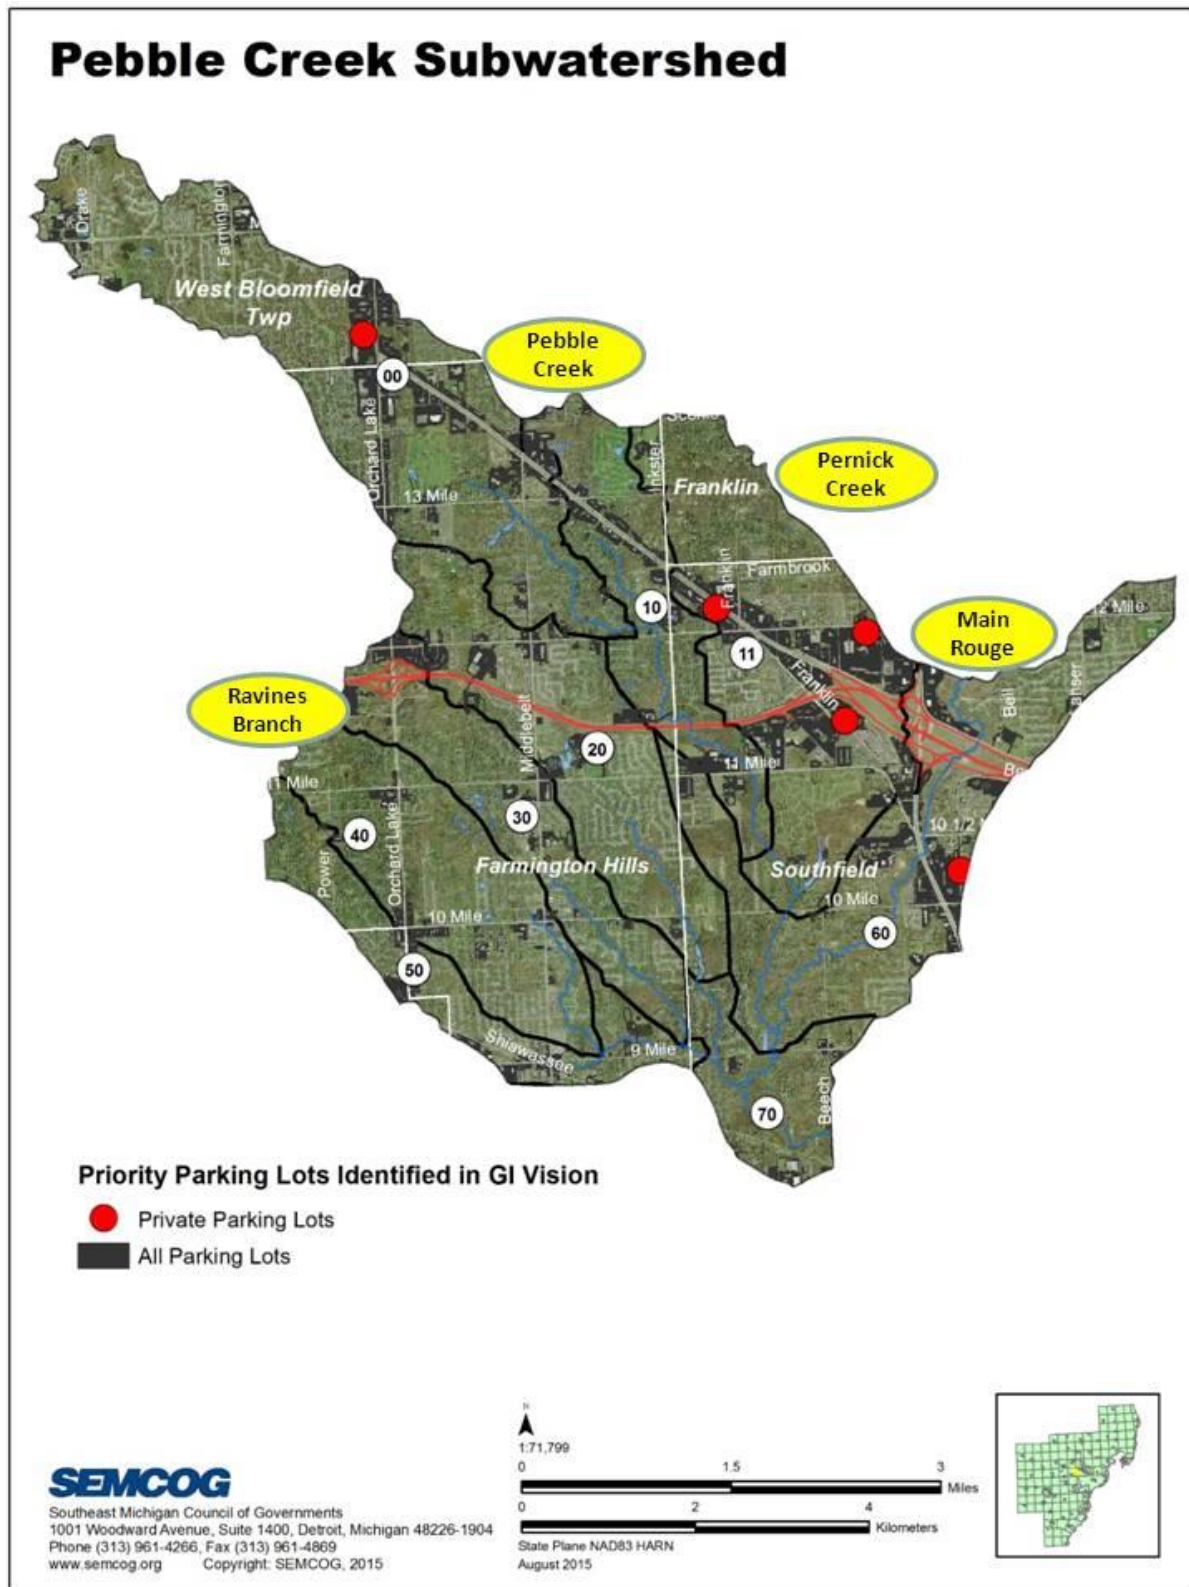 Pebble Creek Subwatershed
Drake
Farmington
West Bloomfield
Twp
Pebble
Creek
00
Orchard Lake
Inkster
Franklin
Pernick
Creek
13 Mile
Farmbrook
Franklin
10
11
12 Mile
Main
Rouge
Ravines
Branch
Franklin
Bell
Middlebelt
20
11 Mile
11 Mile
30
40
Orchard Lake
Power
Farmington Hills
Southfield
10 1/2
10 Mile
10 Mile
60
50
Shiawassee
9 Mile
70
Beech
Priority Parking Lots Identified in GI Vision
Private Parking Lots
All Parking Lots
SEMCOG
Southeast Michigan Council of Governments
1001 Woodward Avenue, Suite 1400, Detroit, Michigan 48226-1904
Phone (313) 961-4266, Fax (313) 961-4869
www.semcog.org Copyright: SEMCOG, 2015
N
1:71,799
0 1.5 3
Miles
0 2 4
Kilometers
State Plane NAD83 HARN
August 2015